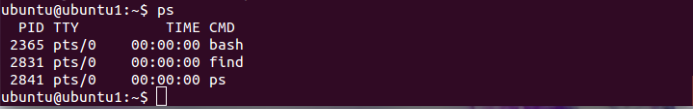 ubuntu@ubuntu1:~$ ps
  PID TTY          TIME CMD
 2365 pts/0    00:00:00 bash
 2831 pts/0    00:00:00 find
 2841 pts/0    00:00:00 ps
ubuntu@ubuntu1:~$